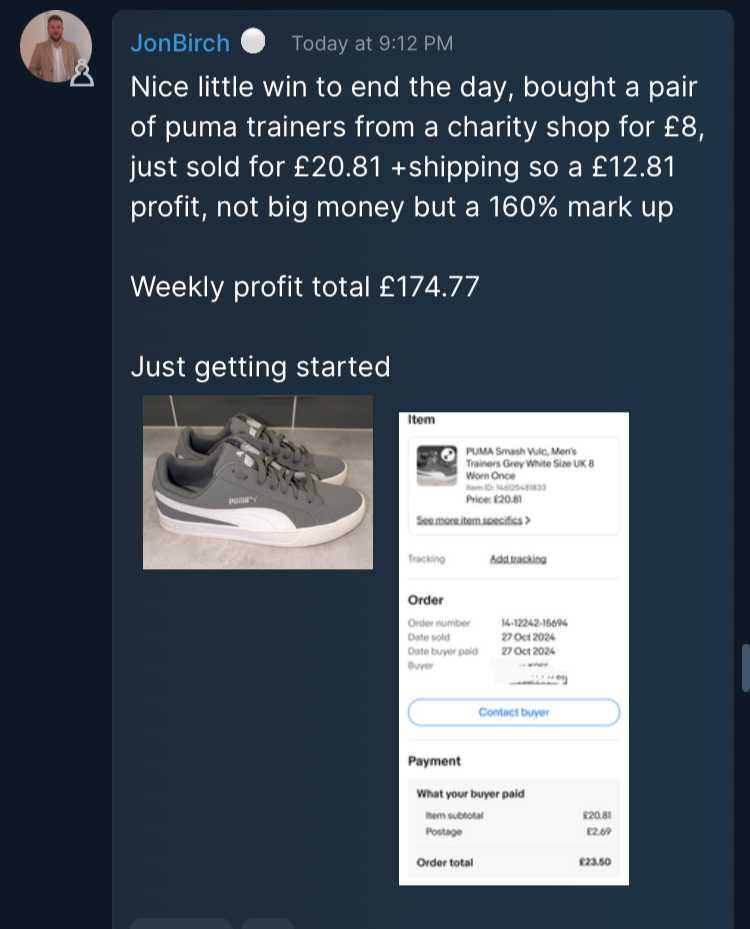 JonBirch Today at 9:12 PM
Nice little win to end the day, bought a pair
of puma trainers from a charity shop for £8,
just sold for £20.81 +shipping so a £12.81
profit, not big money but a 160% mark up
Weekly profit total £174.77
Just getting started
PUMA
Item
PUMA Smash Vulc, Men's
Trainers Grey White Size UK 8
Worn Once
Item ID: 146125481833
Price: £20.81
See more item specifics >
Tracking Add tracking
Order
Order number 14-12242-15694
Date sold 27 Oct 2024
Date buyer paid 27 Oct 2024
Buyer
Contact buyer
Payment
What your buyer paid
Item subtotal £20.81
Postage £2.69
Order total £23.50